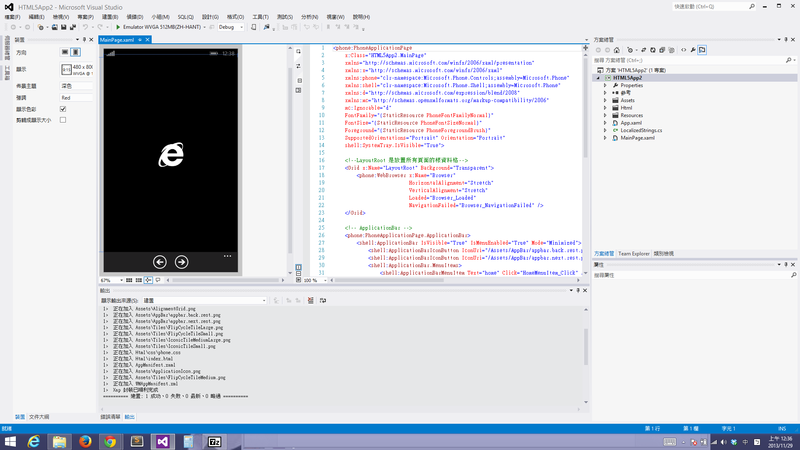 HTML5App2 - Microsoft Visual Studio
快速啟動 (Ctrl+Q)
檔案(F) 編輯(E) 檢視(V) 專案(P) 建置(B) 偵錯(D) 小組(M) SQL(Q) 設計(G) 格式(O) 工具(T) 測試(S) 分析(N) 視窗(W) 說明(H)
Emulator WVGA 512MB(ZH-HANT) Debug
裝置
方向
顯示
480 x 800
WVGA
佈景主題 深色
強調 Red
顯示色彩
剪輯成顯示大小
裝置 文件大綱
MainPage.xaml
12:38
67%
<phone:PhoneApplicationPage
x:Class="HTML5App2.MainPage"
xmlns="http://schemas.microsoft.com/winfx/2006/xaml/presentation"
xmlns:x="http://schemas.microsoft.com/winfx/2006/xaml"
xmlns:phone="clr-namespace:Microsoft.Phone.Controls;assembly=Microsoft.Phone"
xmlns:shell="clr-namespace:Microsoft.Phone.Shell;assembly=Microsoft.Phone"
xmlns:d="http://schemas.microsoft.com/expression/blend/2008"
xmlns:mc="http://schemas.openxmlformats.org/markup-compatibility/2006"
mc:Ignorable="d"
FontFamily="{StaticResource PhoneFontFamilyNormal}"
FontSize="{StaticResource PhoneFontSizeNormal}"
Foreground="{StaticResource PhoneForegroundBrush}"
SupportedOrientations="Portrait" Orientation="Portrait"
shell:SystemTray.IsVisible="True">
<!--LayoutRoot 是放置所有頁面的根資料格-->
<Grid x:Name="LayoutRoot" Background="Transparent">
<phone:WebBrowser x:Name="Browser"
HorizontalAlignment="Stretch"
VerticalAlignment="Stretch"
Loaded="Browser_Loaded"
NavigationFailed="Browser_NavigationFailed" />
</Grid>
<!-- ApplicationBar -->
<phone:PhoneApplicationPage.ApplicationBar>
<shell:ApplicationBar IsVisible="True" IsMenuEnabled="True" Mode="Minimized">
<shell:ApplicationBarIconButton IconUri="/Assets/AppBar/appbar.back.rest.
<shell:ApplicationBarIconButton IconUri="/Assets/AppBar/appbar.next.rest.
<shell:ApplicationBar.MenuItems>
<shell:ApplicationBarMenuItem Text="home" Click="HomeMenuItem_Click"
100 %
輸出
顯示輸出來源(S): 建置
1> 正在加入 Assets\AlignmentGrid.png
1> 正在加入 Assets\AppBar\appbar.back.rest.png
1> 正在加入 Assets\AppBar\appbar.next.rest.png
1> 正在加入 Assets\Tiles\FlipCycleTileLarge.png
1> 正在加入 Assets\Tiles\FlipCycleTileSmall.png
1> 正在加入 Assets\Tiles\IconicTileMediumLarge.png
1> 正在加入 Assets\Tiles\IconicTileSmall.png
1> 正在加入 Html\css\phone.css
1> 正在加入 Html\index.html
1> 正在加入 AppManifest.xaml
1> 正在加入 Assets\ApplicationIcon.png
1> 正在加入 Assets\Tiles\FlipCycleTileMedium.png
1> 正在加入 WMAppManifest.xml
1> Xap 封裝已順利完成
========== 建置: 1 成功、0 失敗、0 最新、0 略過 ==========
錯誤清單 輸出
方案總管
搜尋 方案總管 (Ctrl+;)
方案 'HTML5App2' (1 專案)
HTML5App2
Properties
參考
Assets
Html
Resources
App.xaml
LocalizedStrings.cs
MainPage.xaml
方案總管 Team Explorer 類別檢視
屬性
搜尋屬性
就緒 第 1 行 第 1 欄 字元 1 INS
上午 12:36
2013/11/29